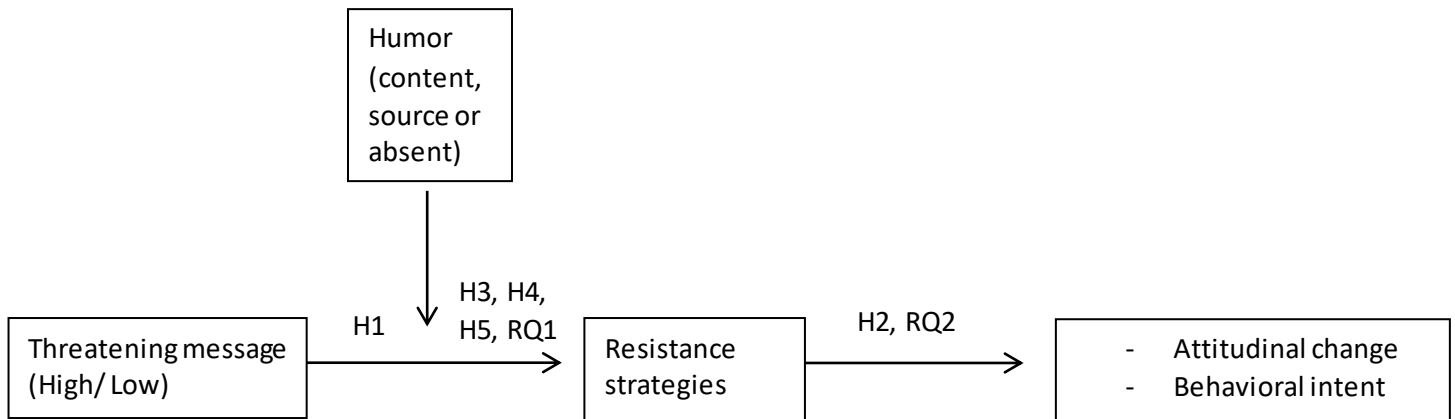 Humor
(content,
source or
absent)
H1
H3, H4,
H5, RQ1
H2, RQ2
Threatening message
(High/ Low)
Resistance
strategies
- Attitudinal change
- Behavioral intent